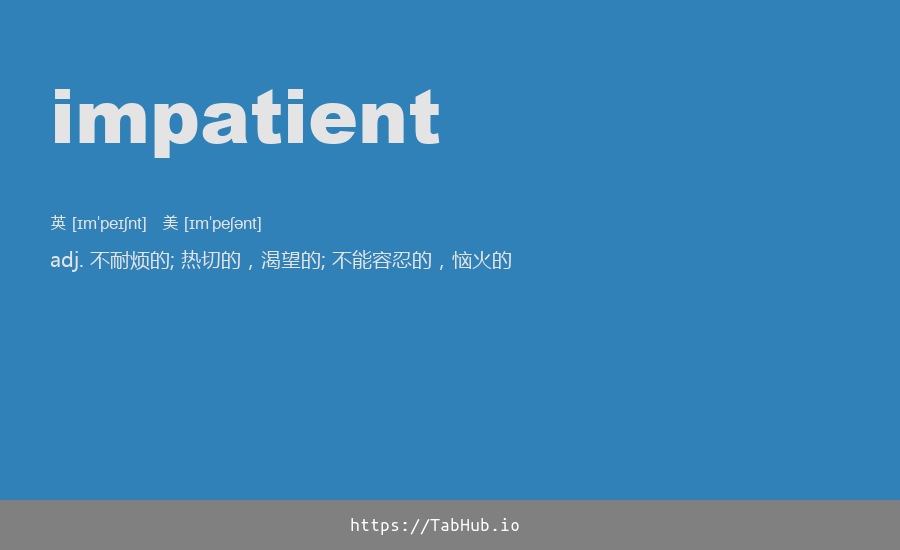 impatient
英 [ɪmˈpeɪʃnt] 美 [ɪmˈpeʃənt]
adj. 不耐烦的; 热切的，渴望的; 不能容忍的，恼火的
https://TabHub.io